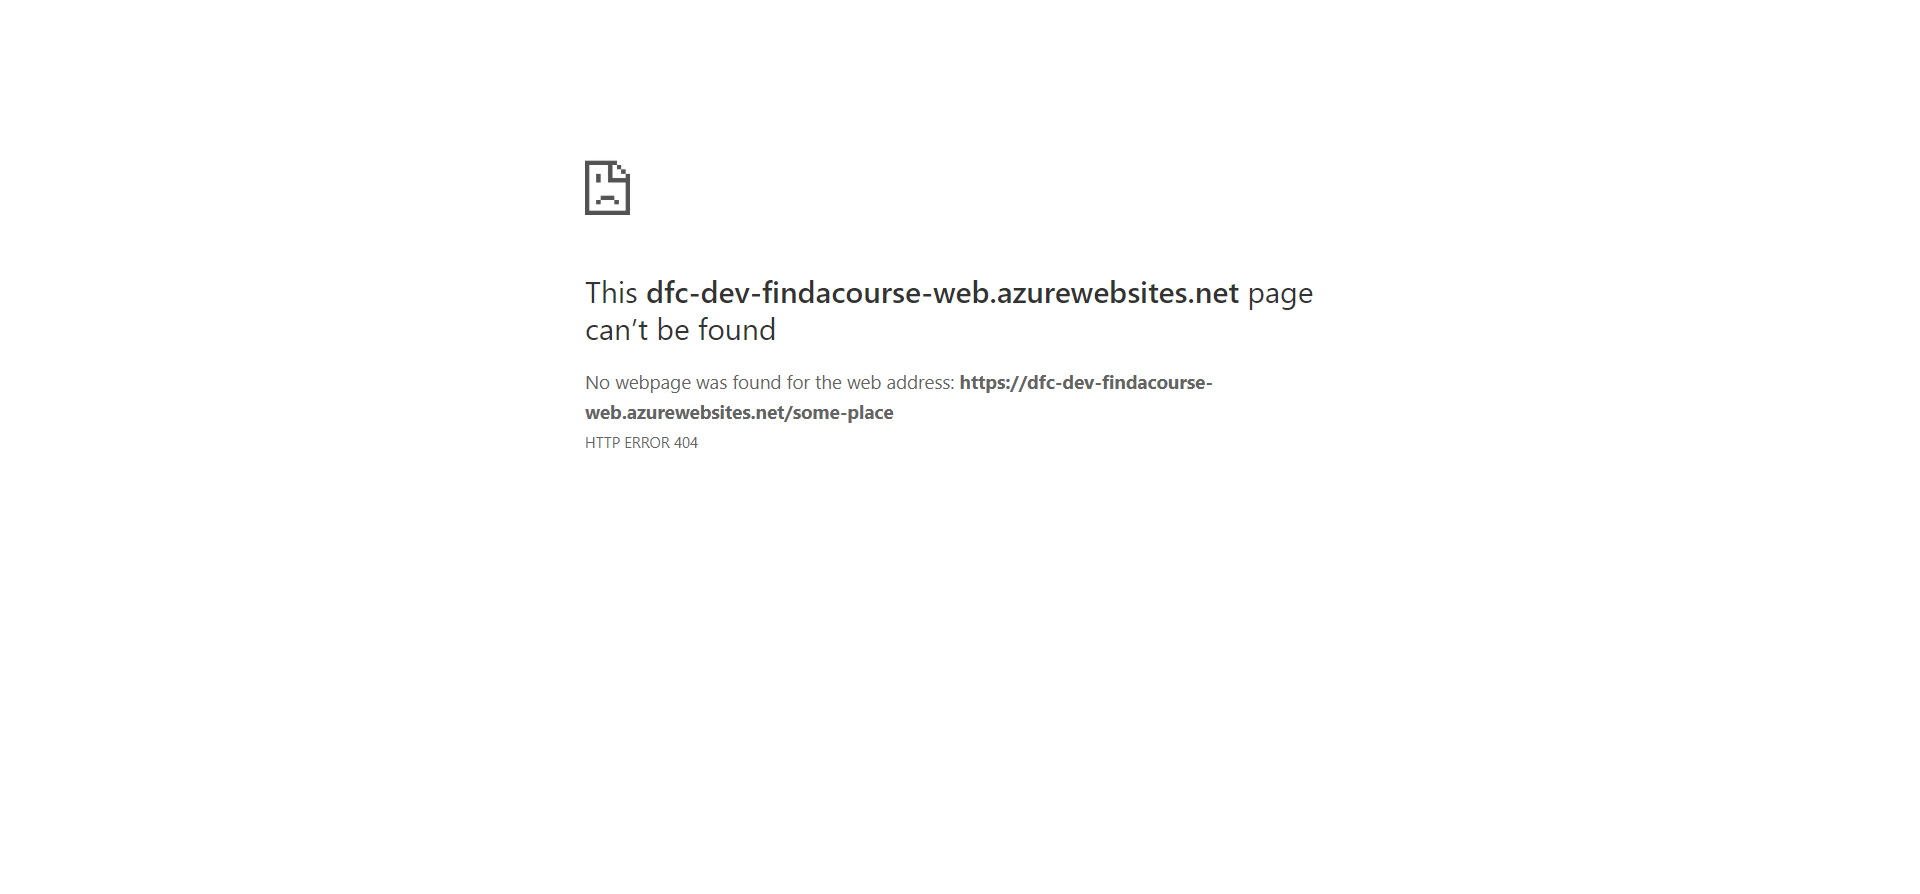 This dfc-dev-findacourse-web.azurewebsites.net page
can’t be found
No webpage was found for the web address: https://dfc-dev-findacourse-
web.azurewebsites.net/some-place
HTTP ERROR 404